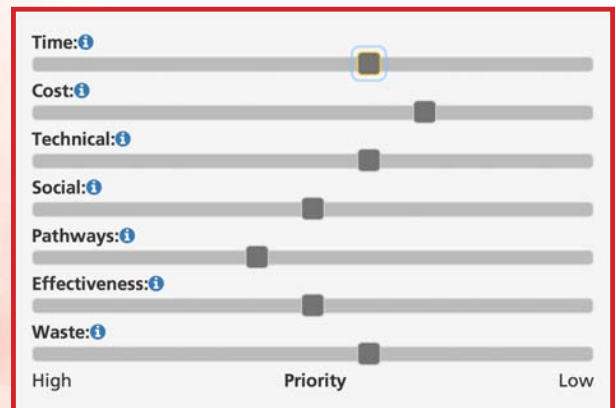 Time:
Cost:
Technical:
Social:
Pathways:
Effectiveness:
Waste:
High Priority Low